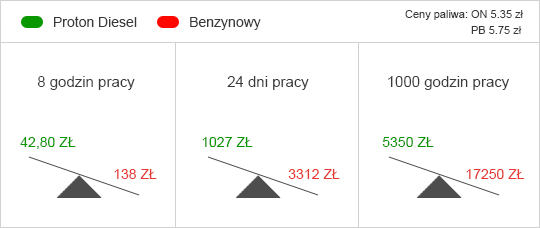 Proton Diesel
Benzynowy
Ceny paliwa: ON 5.35 zł
PB 5.75 zł
8 godzin pracy
24 dni pracy
1000 godzin pracy
42,80 ZŁ
138 ZŁ
1027 ZŁ
3312 ZŁ
5350 ZŁ
17250 ZŁ